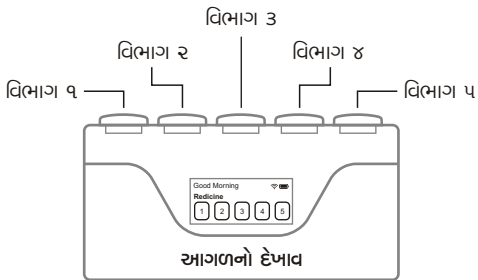 વિભાગ ૩
વિભાગ ૨
વિભાગ ૪
વિભાગ ૧
વિભાગ ૫
Good Morning
Redicine
1 2 3 4 5
આગળનો દેખાવ